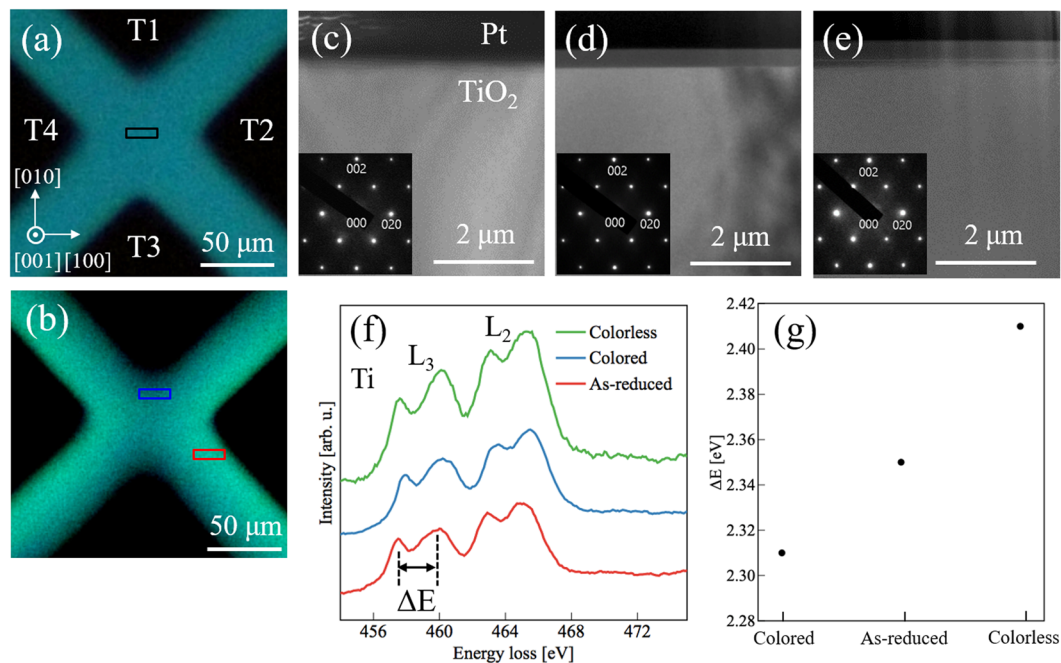 (a)
T1
T4
T2
T3
[010]
[001] [100]
50 μm
(b)
50 μm
(c)
Pt
TiO₂
002
000
020
2 μm
(d)
002
000
020
2 μm
(e)
002
000
020
2 μm
(f)
L₃
L₂
Ti
Colorless
Colored
As-reduced
ΔE
Intensity [arb. u.]
456 460 464 468 472
Energy loss [eV]
(g)
2.42
2.40
2.38
2.36
2.34
2.32
2.30
2.28
ΔE [eV]
Colored As-reduced Colorless